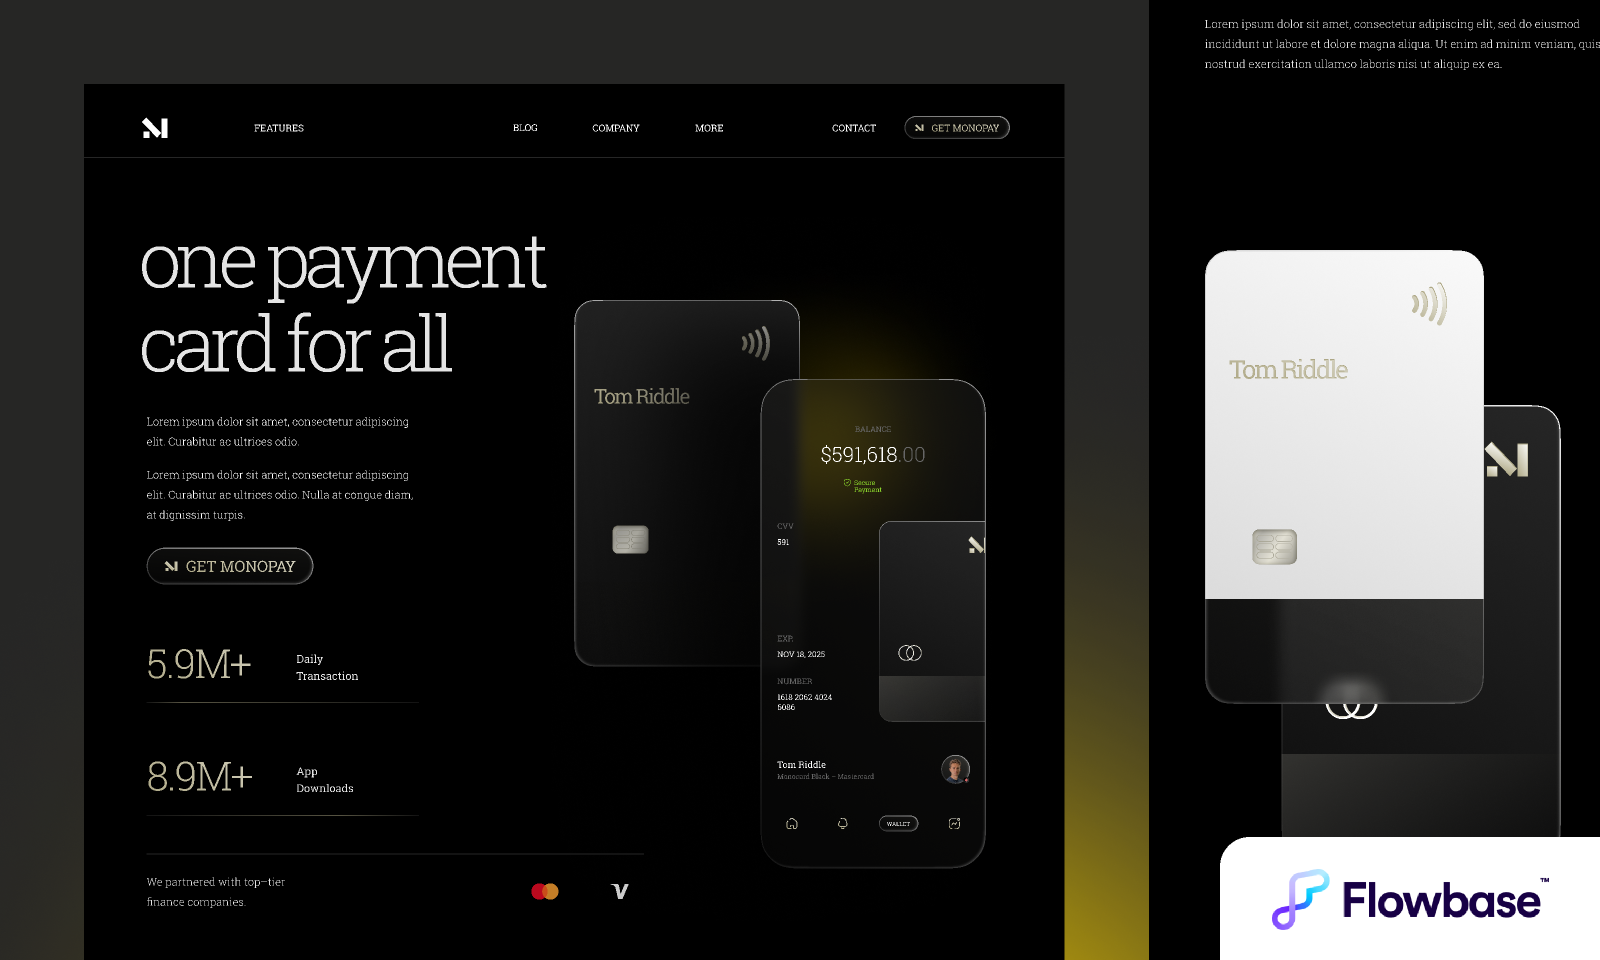 FEATURES
BLOG
COMPANY
MORE
CONTACT
GET MONOPAY
one payment
card for all
Lorem ipsum dolor sit amet, consectetur adipiscing
elit. Curabitur ac ultrices odio.
Lorem ipsum dolor sit amet, consectetur adipiscing
elit. Curabitur ac ultrices odio. Nulla at congue diam,
at dignissim turpis.
GET MONOPAY
5.9M+
Daily
Transaction
8.9M+
App
Downloads
We partnered with top–tier
finance companies.
Tom Riddle
BALANCE
$591,618.00
Secure
Payment
CVV
591
EXP.
NOV 18, 2025
NUMBER
1618 2062 4024
5086
Tom Riddle
Monocard Black – Mastercard
WALLET
Lorem ipsum dolor sit amet, consectetur adipiscing elit, sed do eiusmod
incididunt ut labore et dolore magna aliqua. Ut enim ad minim veniam, quis
nostrud exercitation ullamco laboris nisi ut aliquip ex ea.
Tom Riddle
Flowbase™